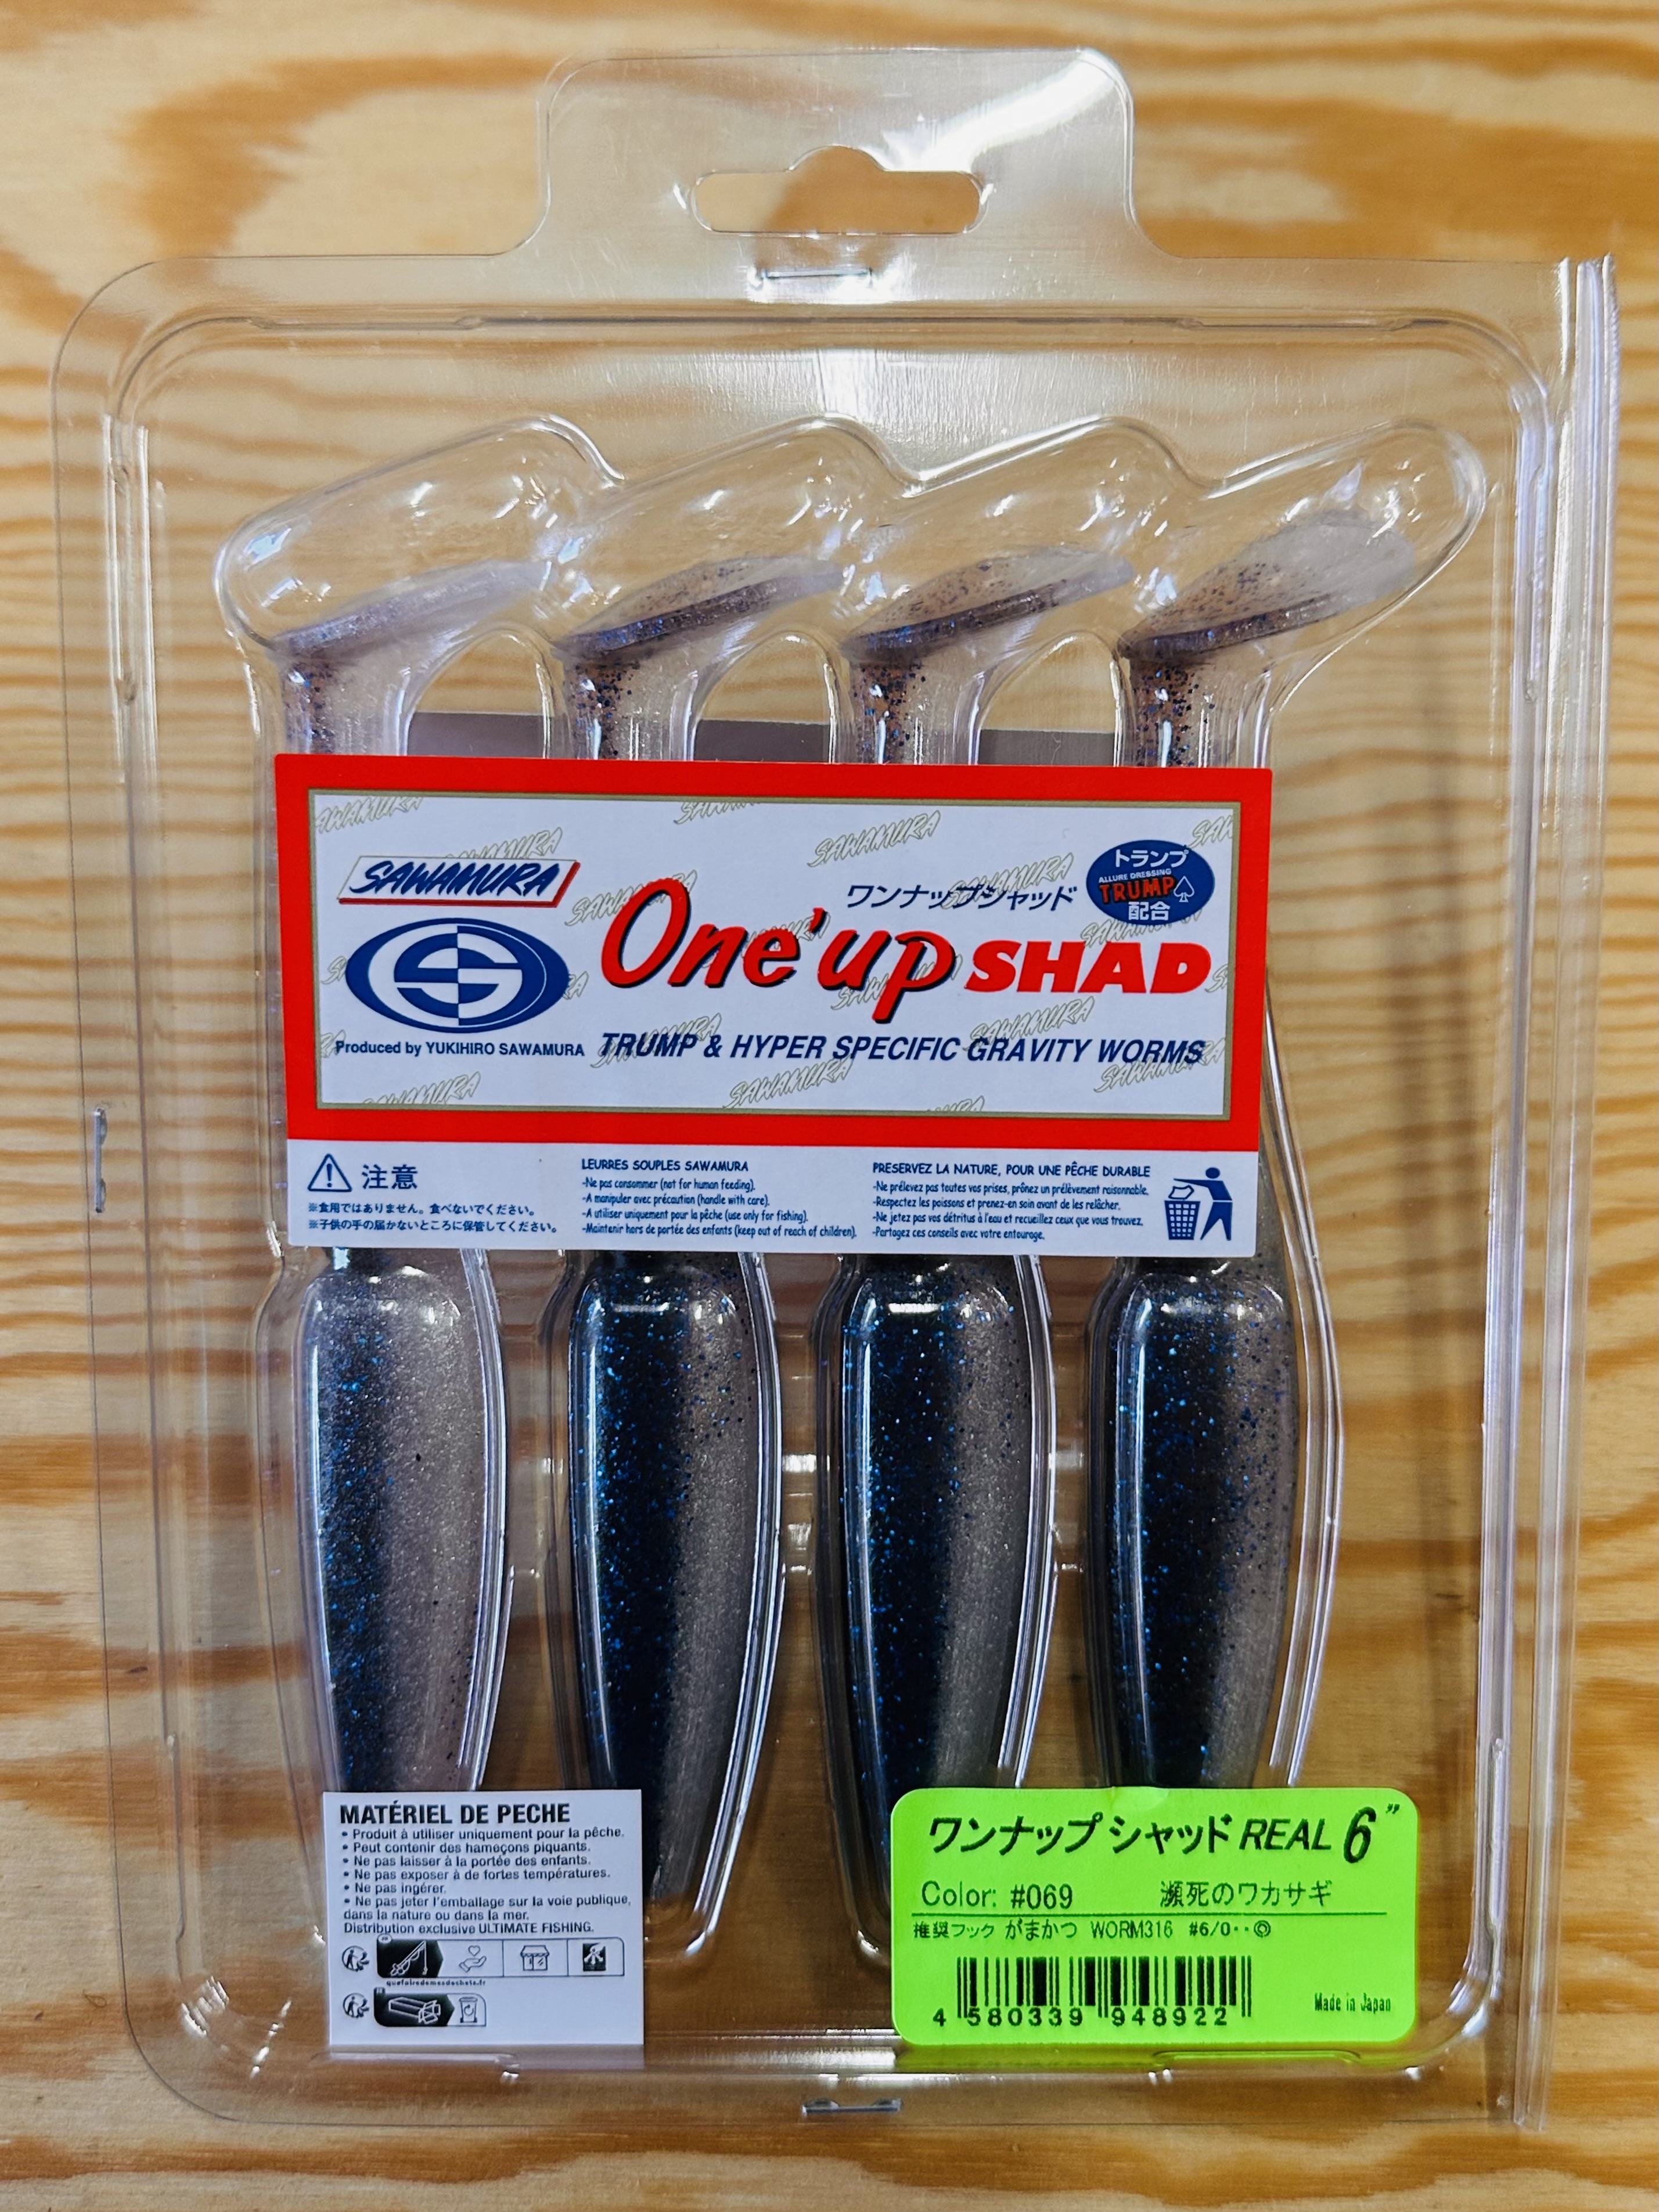 SAWAMURA
ワンナップシャッド
トランプ
ALLURE DRESSING
TRUMP
配合
One'up SHAD
Produced by YUKIHIRO SAWAMURA
TRUMP & HYPER SPECIFIC GRAVITY WORMS
注意
※食用ではありません。食べないでください。
※子供の手の届かないところに保管してください。
LEURRES SOUPLES SAWAMURA
-Ne pas consommer (not for human feeding).
-A manipuler avec précaution (handle with care).
-A utiliser uniquement pour la pêche (use only for fishing).
-Maintenir hors de portée des enfants (keep out of reach of children).
PRESERVEZ LA NATURE, POUR UNE PÊCHE DURABLE
-Ne prélevez pas toutes vos prises, prônez un prélèvement raisonnable.
-Respectez les poissons et prenez-en soin avant de les relâcher.
-Ne jetez pas vos détritus à l'eau et recueillez ceux que vous trouvez.
-Partagez ces conseils avec votre entourage.
MATÉRIEL DE PECHE
• Produit à utiliser uniquement pour la pêche.
• Peut contenir des hameçons piquants.
• Ne pas laisser à la portée des enfants.
• Ne pas exposer à de fortes températures.
• Ne pas ingérer.
• Ne pas jeter l'emballage sur la voie publique,
dans la nature ou dans la mer.
Distribution exclusive ULTIMATE FISHING.
quefairedemesdechets.fr
ワンナップシャッド REAL 6"
Color: #069 瀕死のワカサギ
推奨フック がまかつ WORM316 #6/0‥◎
4 580339 948922
Made in Japan